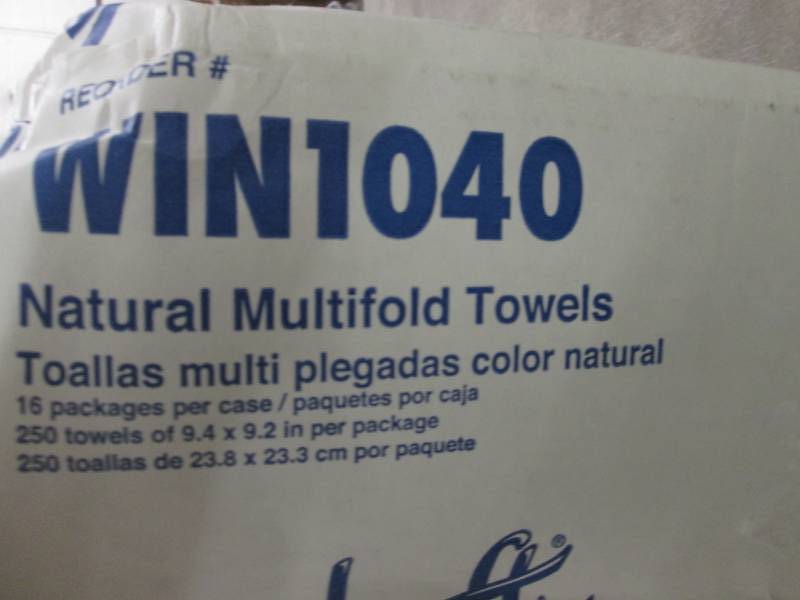 REORDER #
WIN1040
Natural Multifold Towels
Toallas multi plegadas color natural
16 packages per case / paquetes por caja
250 towels of 9.4 x 9.2 in per package
250 toallas de 23.8 x 23.3 cm por paquete